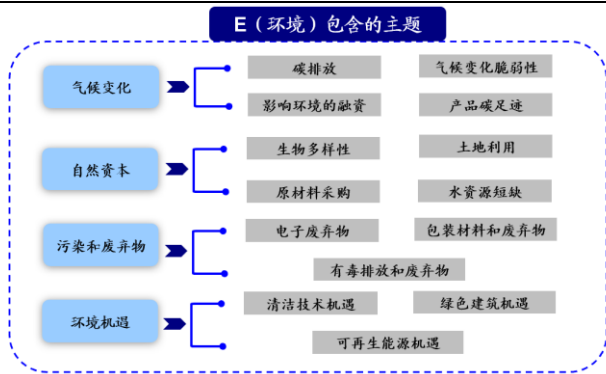 E（环境）包含的主题
气候变化
碳排放
气候变化脆弱性
影响环境的融资
产品碳足迹
自然资本
生物多样性
土地利用
原材料采购
水资源短缺
污染和废弃物
电子废弃物
包装材料和废弃物
有毒排放和废弃物
环境机遇
清洁技术机遇
绿色建筑机遇
可再生能源机遇